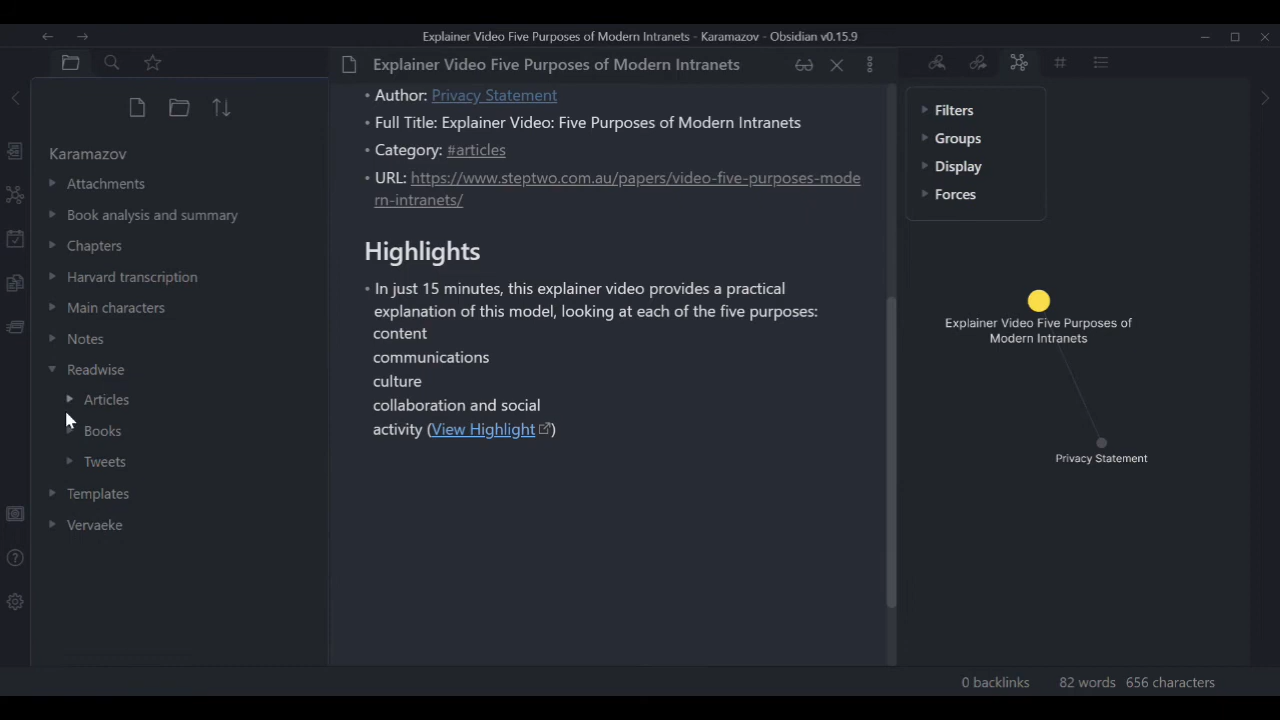 Explainer Video Five Purposes of Modern Intranets - Karamazov - Obsidian v0.15.9
Explainer Video Five Purposes of Modern Intranets
Karamazov
Attachments
Book analysis and summary
Chapters
Harvard transcription
Main characters
Notes
Readwise
Articles
Books
Tweets
Templates
Vervaeke
• Author: Privacy Statement
• Full Title: Explainer Video: Five Purposes of Modern Intranets
• Category: #articles
• URL: https://www.steptwo.com.au/papers/video-five-purposes-mode
rn-intranets/
Highlights
• In just 15 minutes, this explainer video provides a practical
explanation of this model, looking at each of the five purposes:
content
communications
culture
collaboration and social
activity (View Highlight)
Filters
Groups
Display
Forces
Explainer Video Five Purposes of
Modern Intranets
Privacy Statement
0 backlinks 82 words 656 characters